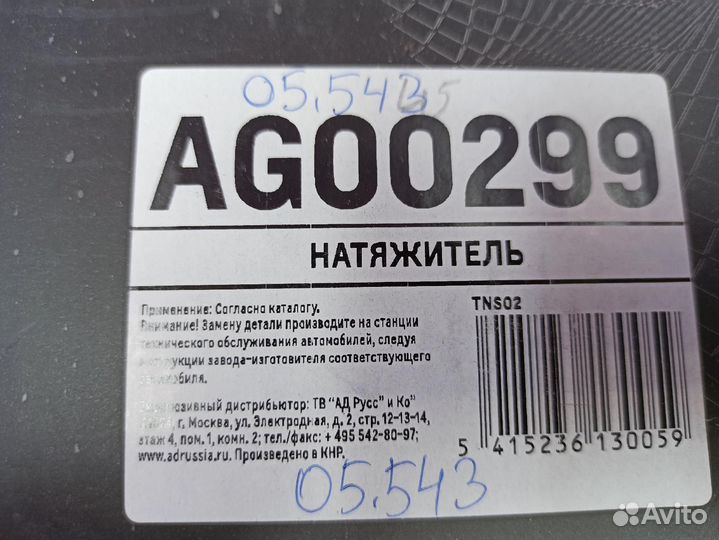 05.543
AG00299
НАТЯЖИТЕЛЬ
Применение: Согласно каталогу.
Внимание! Замену детали производите на станции
технического обслуживания автомобилей, следуя
завода-изготовителя соответствующего
TNS02
дистрибьютор: ТВ "АД Русс" и Ко"
г. Москва, ул. Электродная, д. 2, стр. 12-13-14,
этаж 4, пом. 1, комн. 2; тел./факс: + 495 542-80-97;
www.adrussia.ru. Произведено в КНР.
5 415236 130059
05.543
Avito